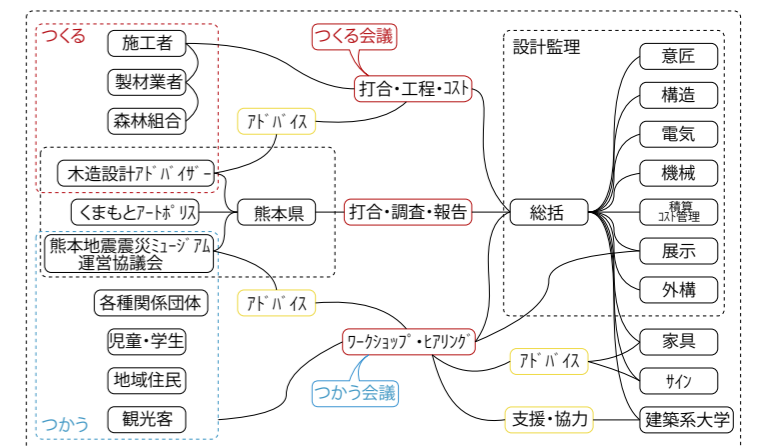 つくる
施工者
製材業者
森林組合
つくる会議
打合・工程・ｺｽﾄ
ｱﾄﾞﾊﾞｲｽ
設計監理
意匠
構造
電気
機械
積算
ｺｽﾄ管理
展示
外構
総括
木造設計ｱﾄﾞﾊﾞｲｻﾞｰ
くまもとｱｰﾄﾎﾟﾘｽ
熊本地震震災ﾐｭｰｼﾞｱﾑ
運営協議会
熊本県
打合・調査・報告
各種関係団体
児童・学生
地域住民
観光客
つかう
ｱﾄﾞﾊﾞｲｽ
ﾜｰｸｼｮｯﾌﾟ・ﾋｱﾘﾝｸﾞ
つかう会議
ｱﾄﾞﾊﾞｲｽ
支援・協力
家具
ｻｲﾝ
建築系大学